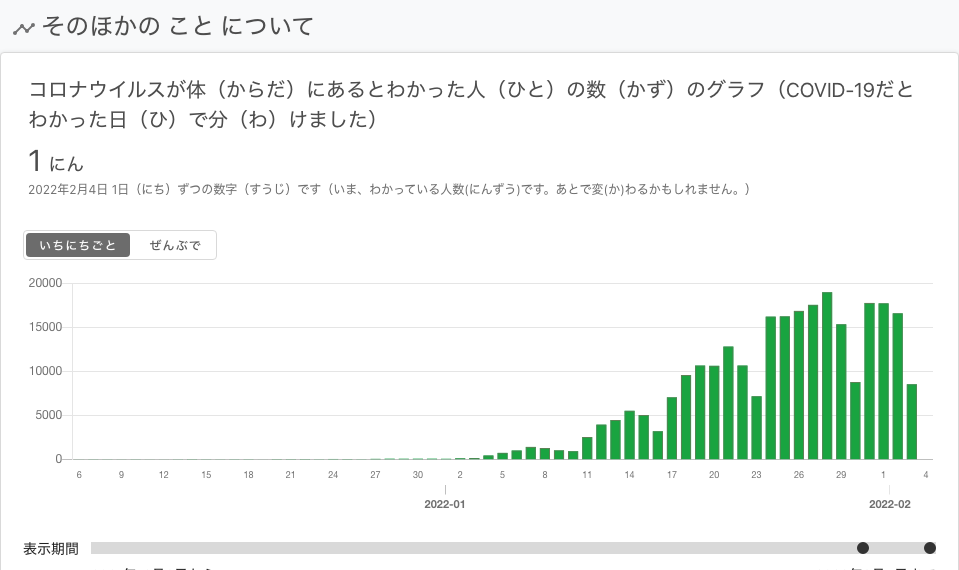 そのほかの こと について
コロナウイルスが体（からだ）にあるとわかった人（ひと）の数（かず）のグラフ（COVID-19だと
わかった日（ひ）で分（わ）けました）
1 にん
2022年2月4日 1日（にち）ずつの数字（すうじ）です（いま、わかっている人数(にんずう)です。あとで変(か)わるかもしれません。）
いちにちごと ぜんぶで
20000
15000
10000
5000
0
6 9 12 15 18 21 24 27 30 2 5 8 11 14 17 20 23 26 29 1 4
2022-01 2022-02
表示期間